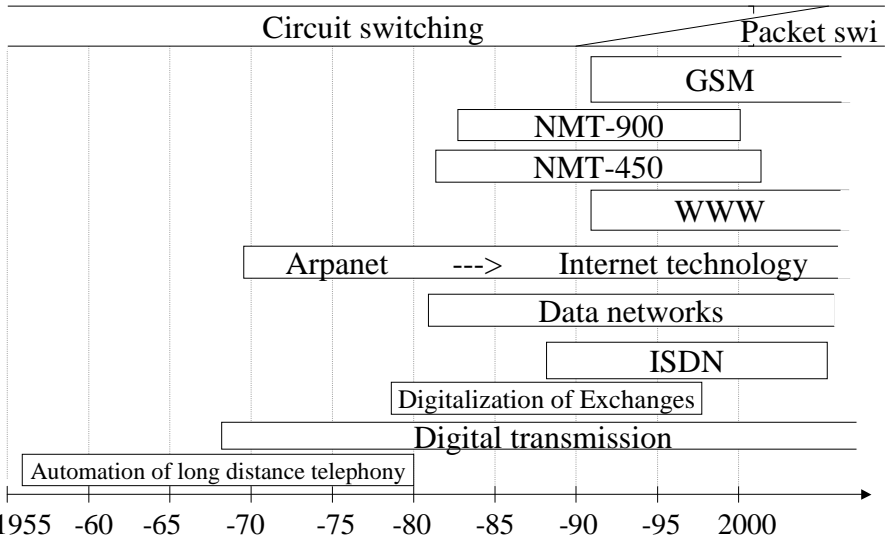 Circuit switching
Packet swi
GSM
NMT-900
NMT-450
WWW
Arpanet ---> Internet technology
Data networks
ISDN
Digitalization of Exchanges
Digital transmission
Automation of long distance telephony
1955 -60 -65 -70 -75 -80 -85 -90 -95 2000